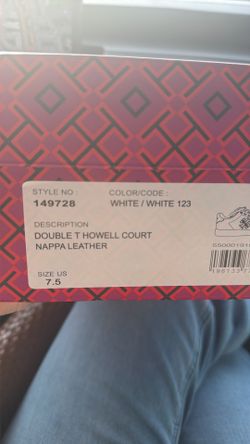 STYLE NO : COLOR/CODE :
149728 WHITE / WHITE 123
DESCRIPTION
DOUBLE T HOWELL COURT
NAPPA LEATHER
SIZE US
7.5